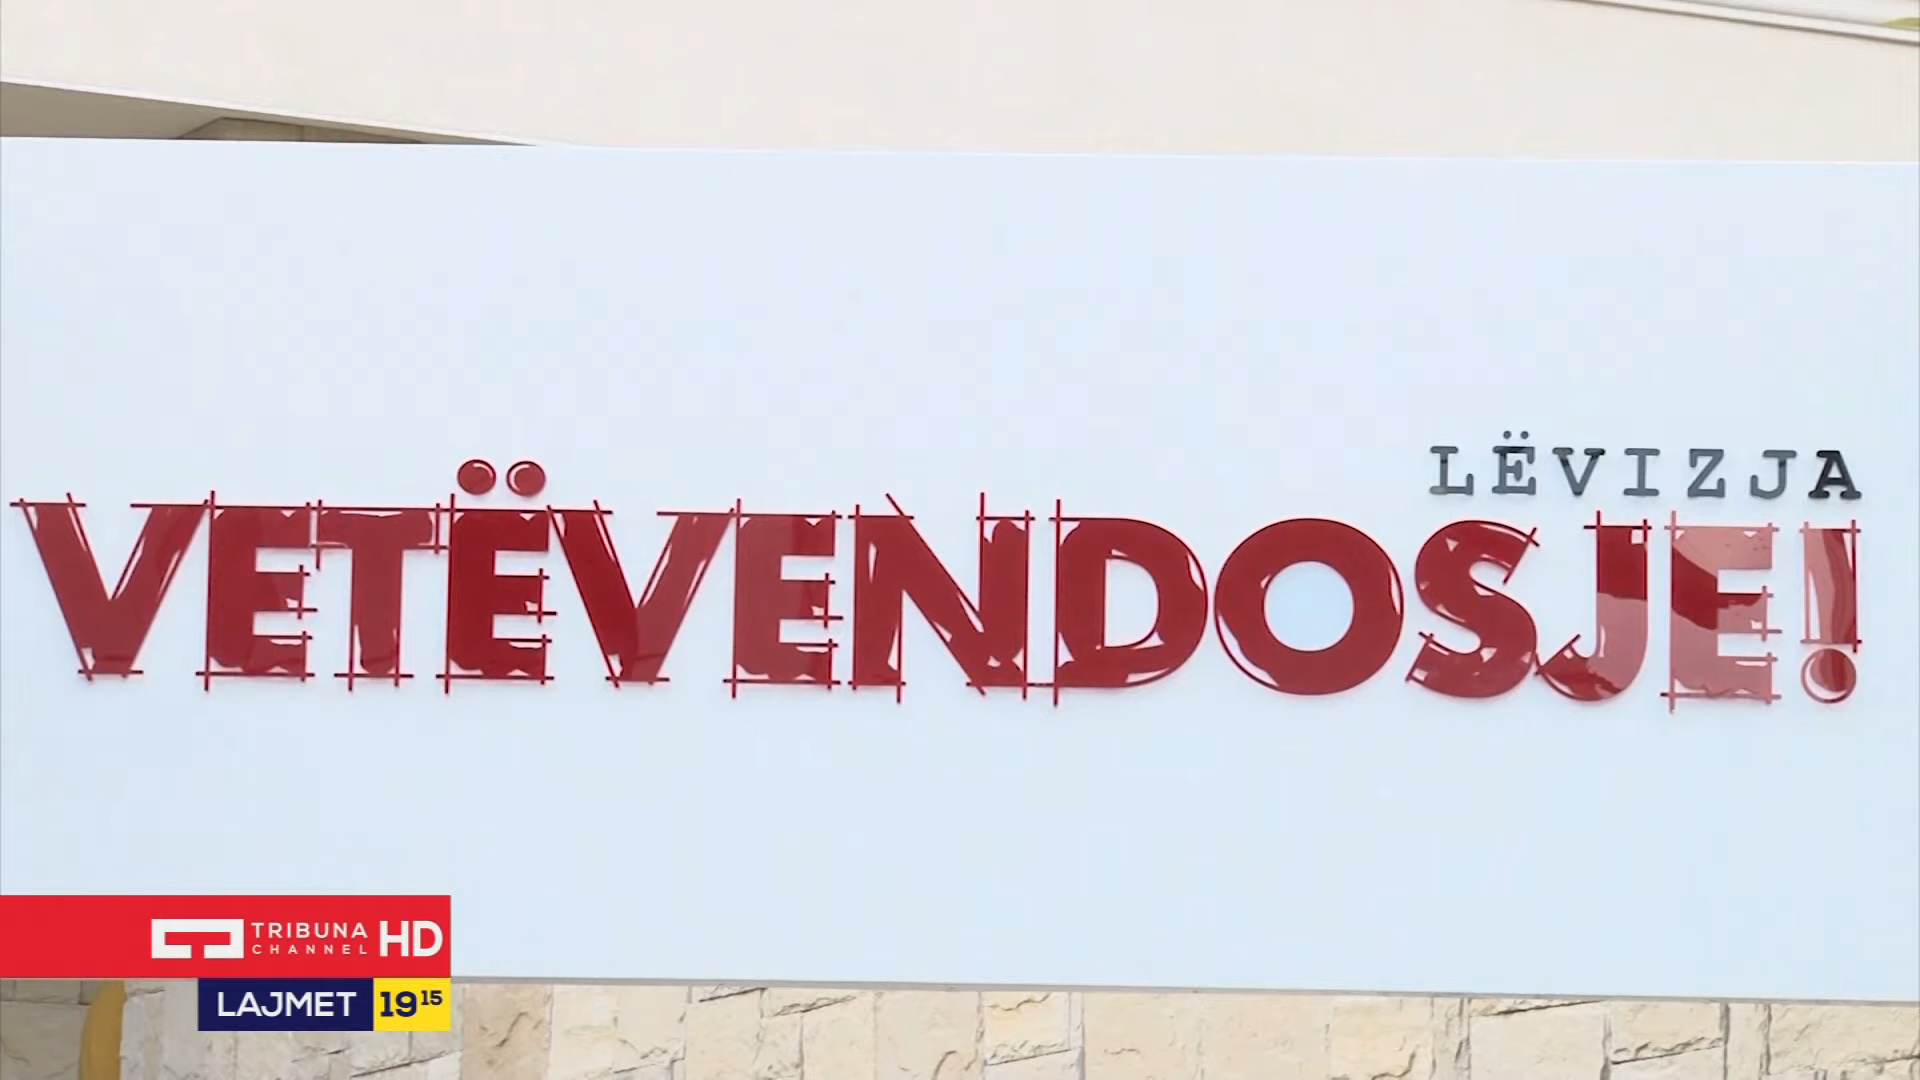 LËVIZJA
VETËVENDOSJE!
TRIBUNA
CHANNEL
HD
LAJMET 19 15